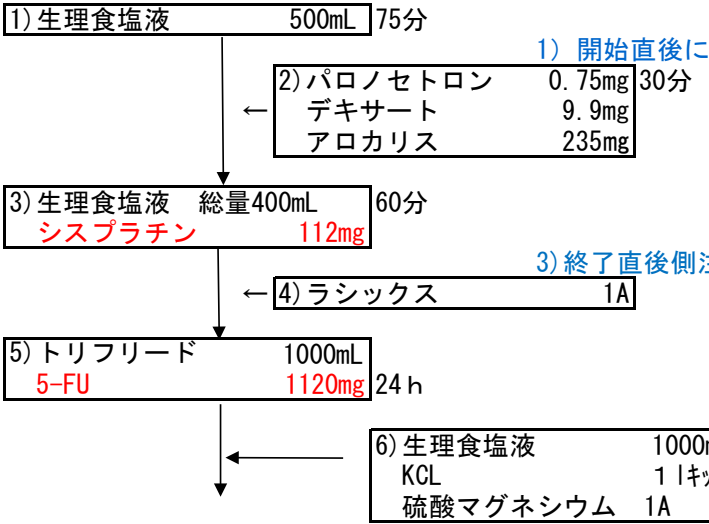 1)生理食塩液 500mL 75分
1) 開始直後に
2)パロノセトロン 0.75mg 30分
← デキサート 9.9mg
アロカリス 235mg
3)生理食塩液 総量400mL 60分
シスプラチン 112mg
3)終了直後側注
← 4)ラシックス 1A
5)トリフリード 1000mL
5-FU 1120mg 24ｈ
6)生理食塩液 1000m
KCL １ｷｯ
硫酸マグネシウム 1A